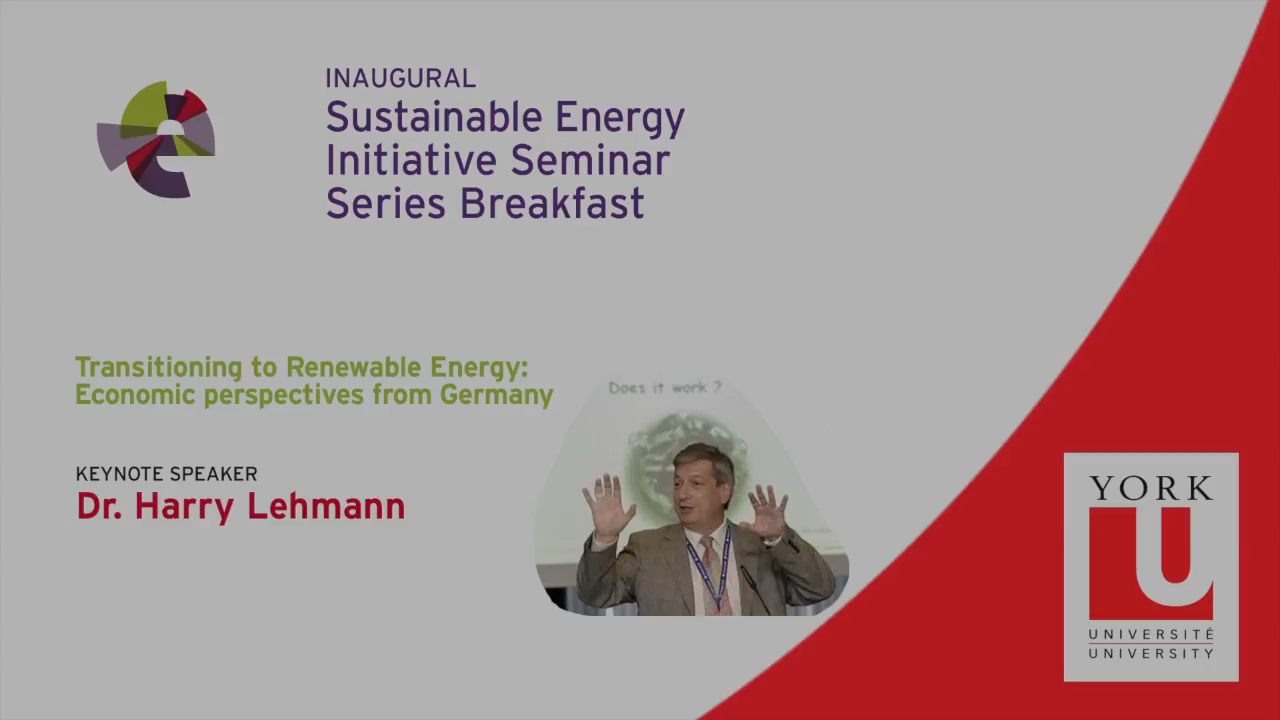 INAUGURAL
Sustainable Energy
Initiative Seminar
Series Breakfast
Transitioning to Renewable Energy:
Economic perspectives from Germany
Does it work ?
KEYNOTE SPEAKER
Dr. Harry Lehmann
YORK
U
UNIVERSITÉ
UNIVERSITY